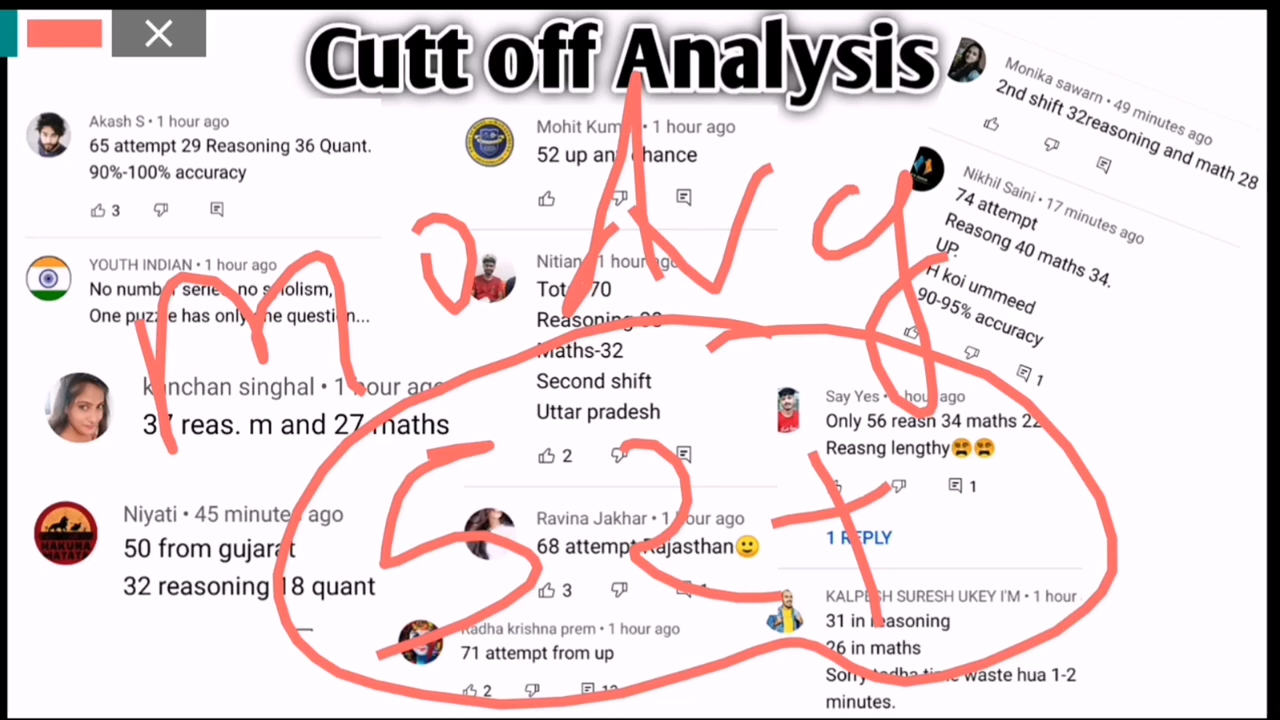 Cutt off Analysis
Akash S • 1 hour ago
65 attempt 29 Reasoning 36 Quant.
90%-100% accuracy
3
YOUTH INDIAN • 1 hour ago
No number series, no syllolism,
One puzzle has only one question...
kanchan singhal • 1 hour ago
37 reas. m and 27 maths
Niyati • 45 minutes ago
50 from gujarat
32 reasoning 18 quant
Mohit Kum • 1 hour ago
52 up any chance
Nitian 1 hour ago
Total 70
Reasoning
Maths-32
Second shift
Uttar pradesh
2
Ravina Jakhar • 1 hour ago
68 attempt Rajasthan🙂
3 1
Radha krishna prem • 1 hour ago
71 attempt from up
2 12
Monika sawarn • 49 minutes ago
2nd shift 32reasoning and math 28
Nikhil Saini • 17 minutes ago
74 attempt
Reasong 40 maths 34.
UP.
H koi ummeed
90-95% accuracy
1
Say Yes • hour ago
Only 56 reasn 34 maths 22
Reasng lengthy😫😫
1
1 REPLY
KALPESH SURESH UKEY I'M • 1 hour
31 in reasoning
26 in maths
Sorry tadha time waste hua 1-2
minutes.
52+